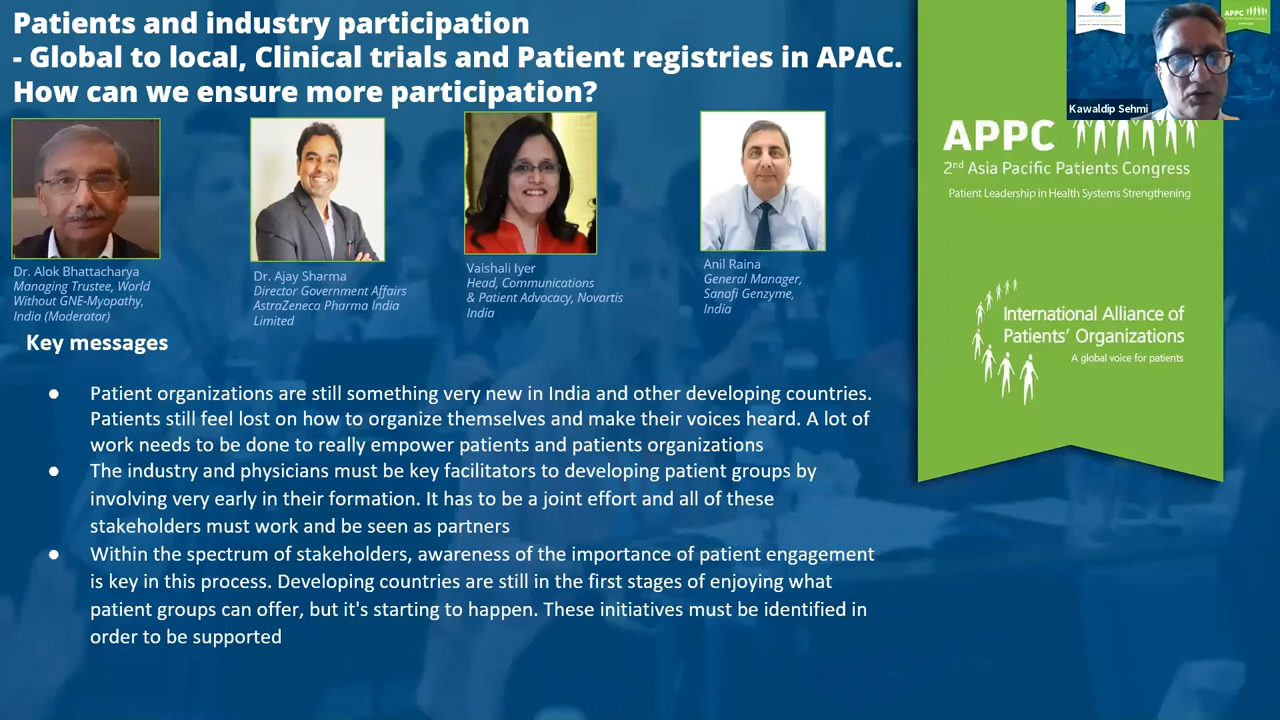 Patients and industry participation
- Global to local, Clinical trials and Patient registries in APAC.
How can we ensure more participation?
Dr. Alok Bhattacharya
Managing Trustee, World
Without GNE-Myopathy,
India (Moderator)
Dr. Ajay Sharma
Director Government Affairs
AstraZeneca Pharma India
Limited
Vaishali Iyer
Head, Communications
& Patient Advocacy, Novartis
India
Anil Raina
General Manager,
Sanofi Genzyme,
India
Key messages
● Patient organizations are still something very new in India and other developing countries.
Patients still feel lost on how to organize themselves and make their voices heard. A lot of
work needs to be done to really empower patients and patients organizations
● The industry and physicians must be key facilitators to developing patient groups by
involving very early in their formation. It has to be a joint effort and all of these
stakeholders must work and be seen as partners
● Within the spectrum of stakeholders, awareness of the importance of patient engagement
is key in this process. Developing countries are still in the first stages of enjoying what
patient groups can offer, but it's starting to happen. These initiatives must be identified in
order to be supported
APPC
Kawaldip Sehmi
APPC
2nd Asia Pacific Patients Congress
Patient Leadership in Health Systems Strengthening
International Alliance of
Patients' Organizations
A global voice for patients